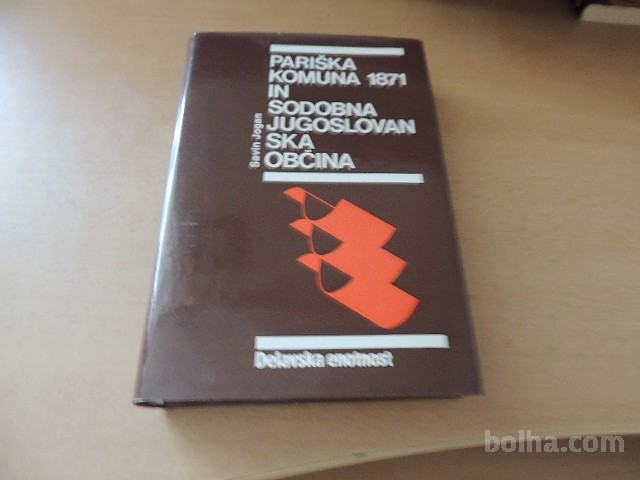 PARIŠKA
KOMUNA 1871
IN
SODOBNA
JUGOSLOVAN
SKA
OBČINA
Savin Jogan
Delavska enotnost
bolha.com